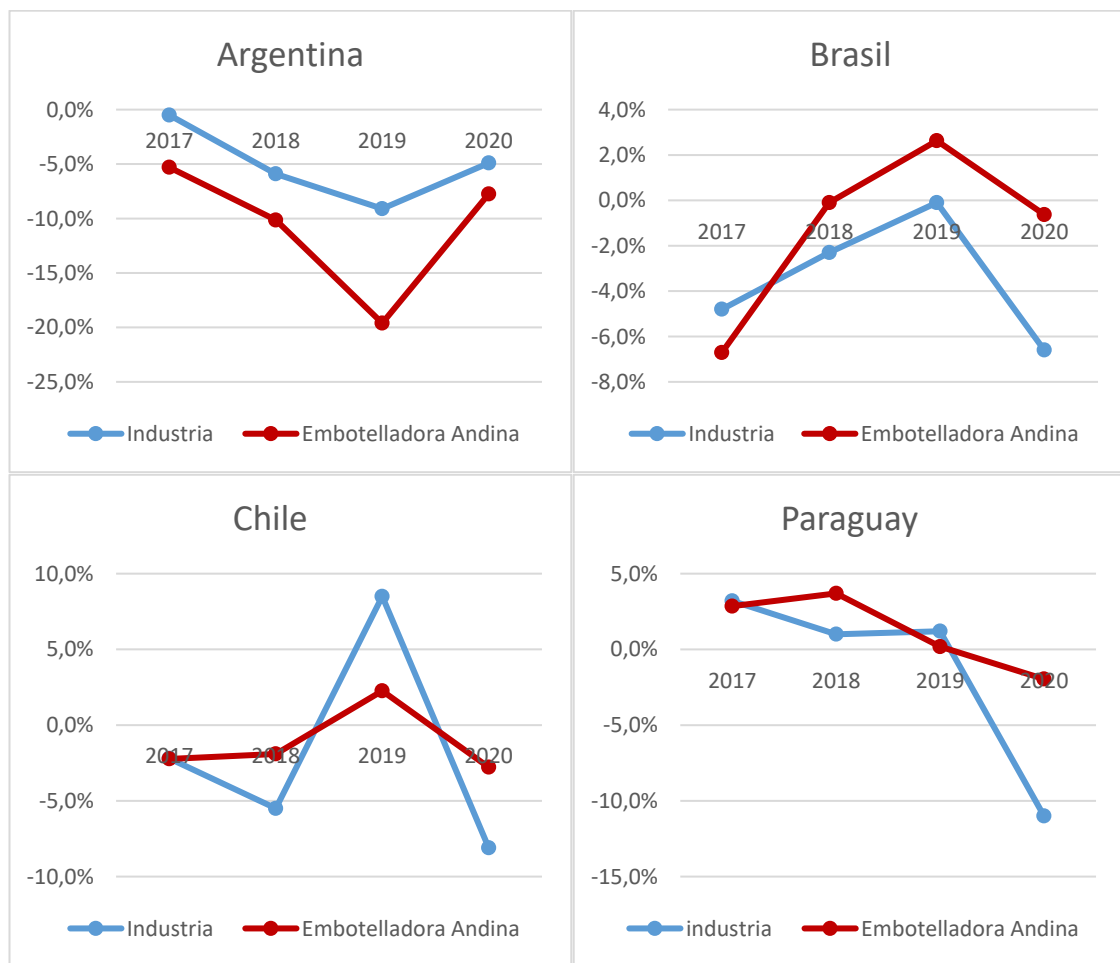 Argentina
0,0%
2017 2018 2019 2020
-5,0%
-10,0%
-15,0%
-20,0%
-25,0%
Industria Embotelladora Andina
Brasil
4,0%
2,0%
0,0%
2017 2018 2019 2020
-2,0%
-4,0%
-6,0%
-8,0%
Industria Embotelladora Andina
Chile
10,0%
5,0%
0,0%
2017 2018 2019 2020
-5,0%
-10,0%
Industria Embotelladora Andina
Paraguay
5,0%
0,0%
2017 2018 2019 2020
-5,0%
-10,0%
-15,0%
industria Embotelladora Andina